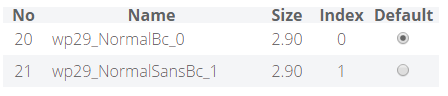 No Name Size Index Default
20 wp29_NormalBc_0 2.90 0
21 wp29_NormalSansBc_1 2.90 1